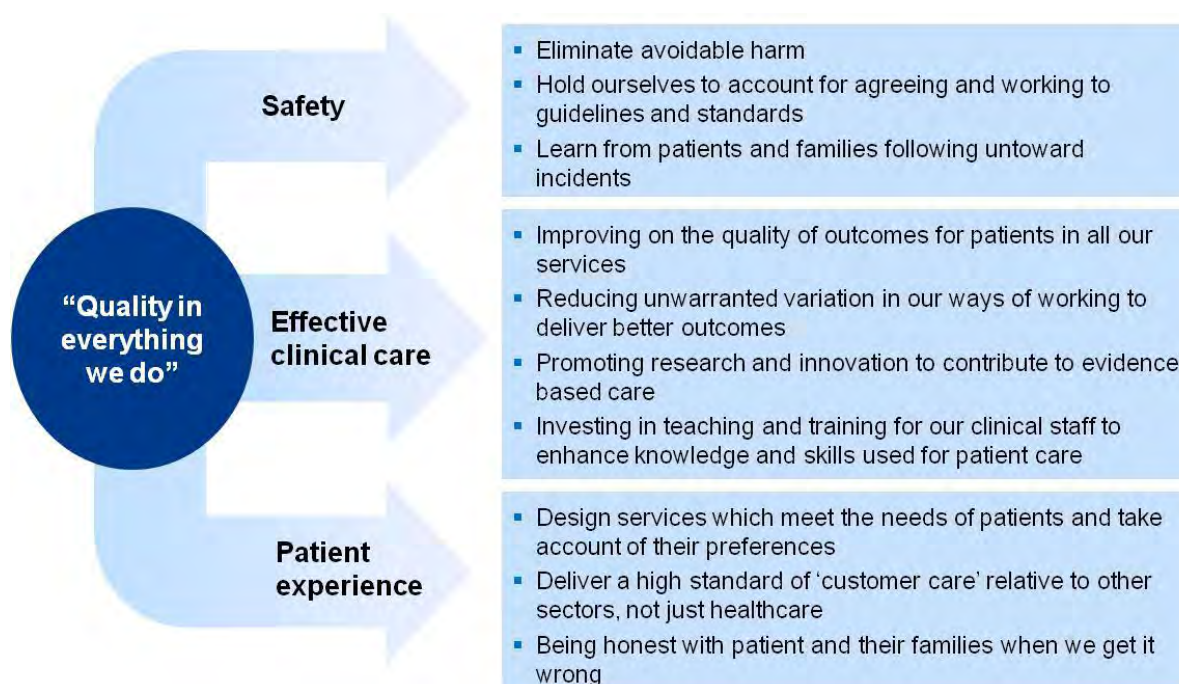 Safety
▪ Eliminate avoidable harm
▪ Hold ourselves to account for agreeing and working to
guidelines and standards
▪ Learn from patients and families following untoward
incidents
“Quality in
everything
we do”
Effective
clinical care
▪ Improving on the quality of outcomes for patients in all our
services
▪ Reducing unwarranted variation in our ways of working to
deliver better outcomes
▪ Promoting research and innovation to contribute to evidence
based care
▪ Investing in teaching and training for our clinical staff to
enhance knowledge and skills used for patient care
Patient
experience
▪ Design services which meet the needs of patients and take
account of their preferences
▪ Deliver a high standard of ‘customer care’ relative to other
sectors, not just healthcare
▪ Being honest with patient and their families when we get it
wrong